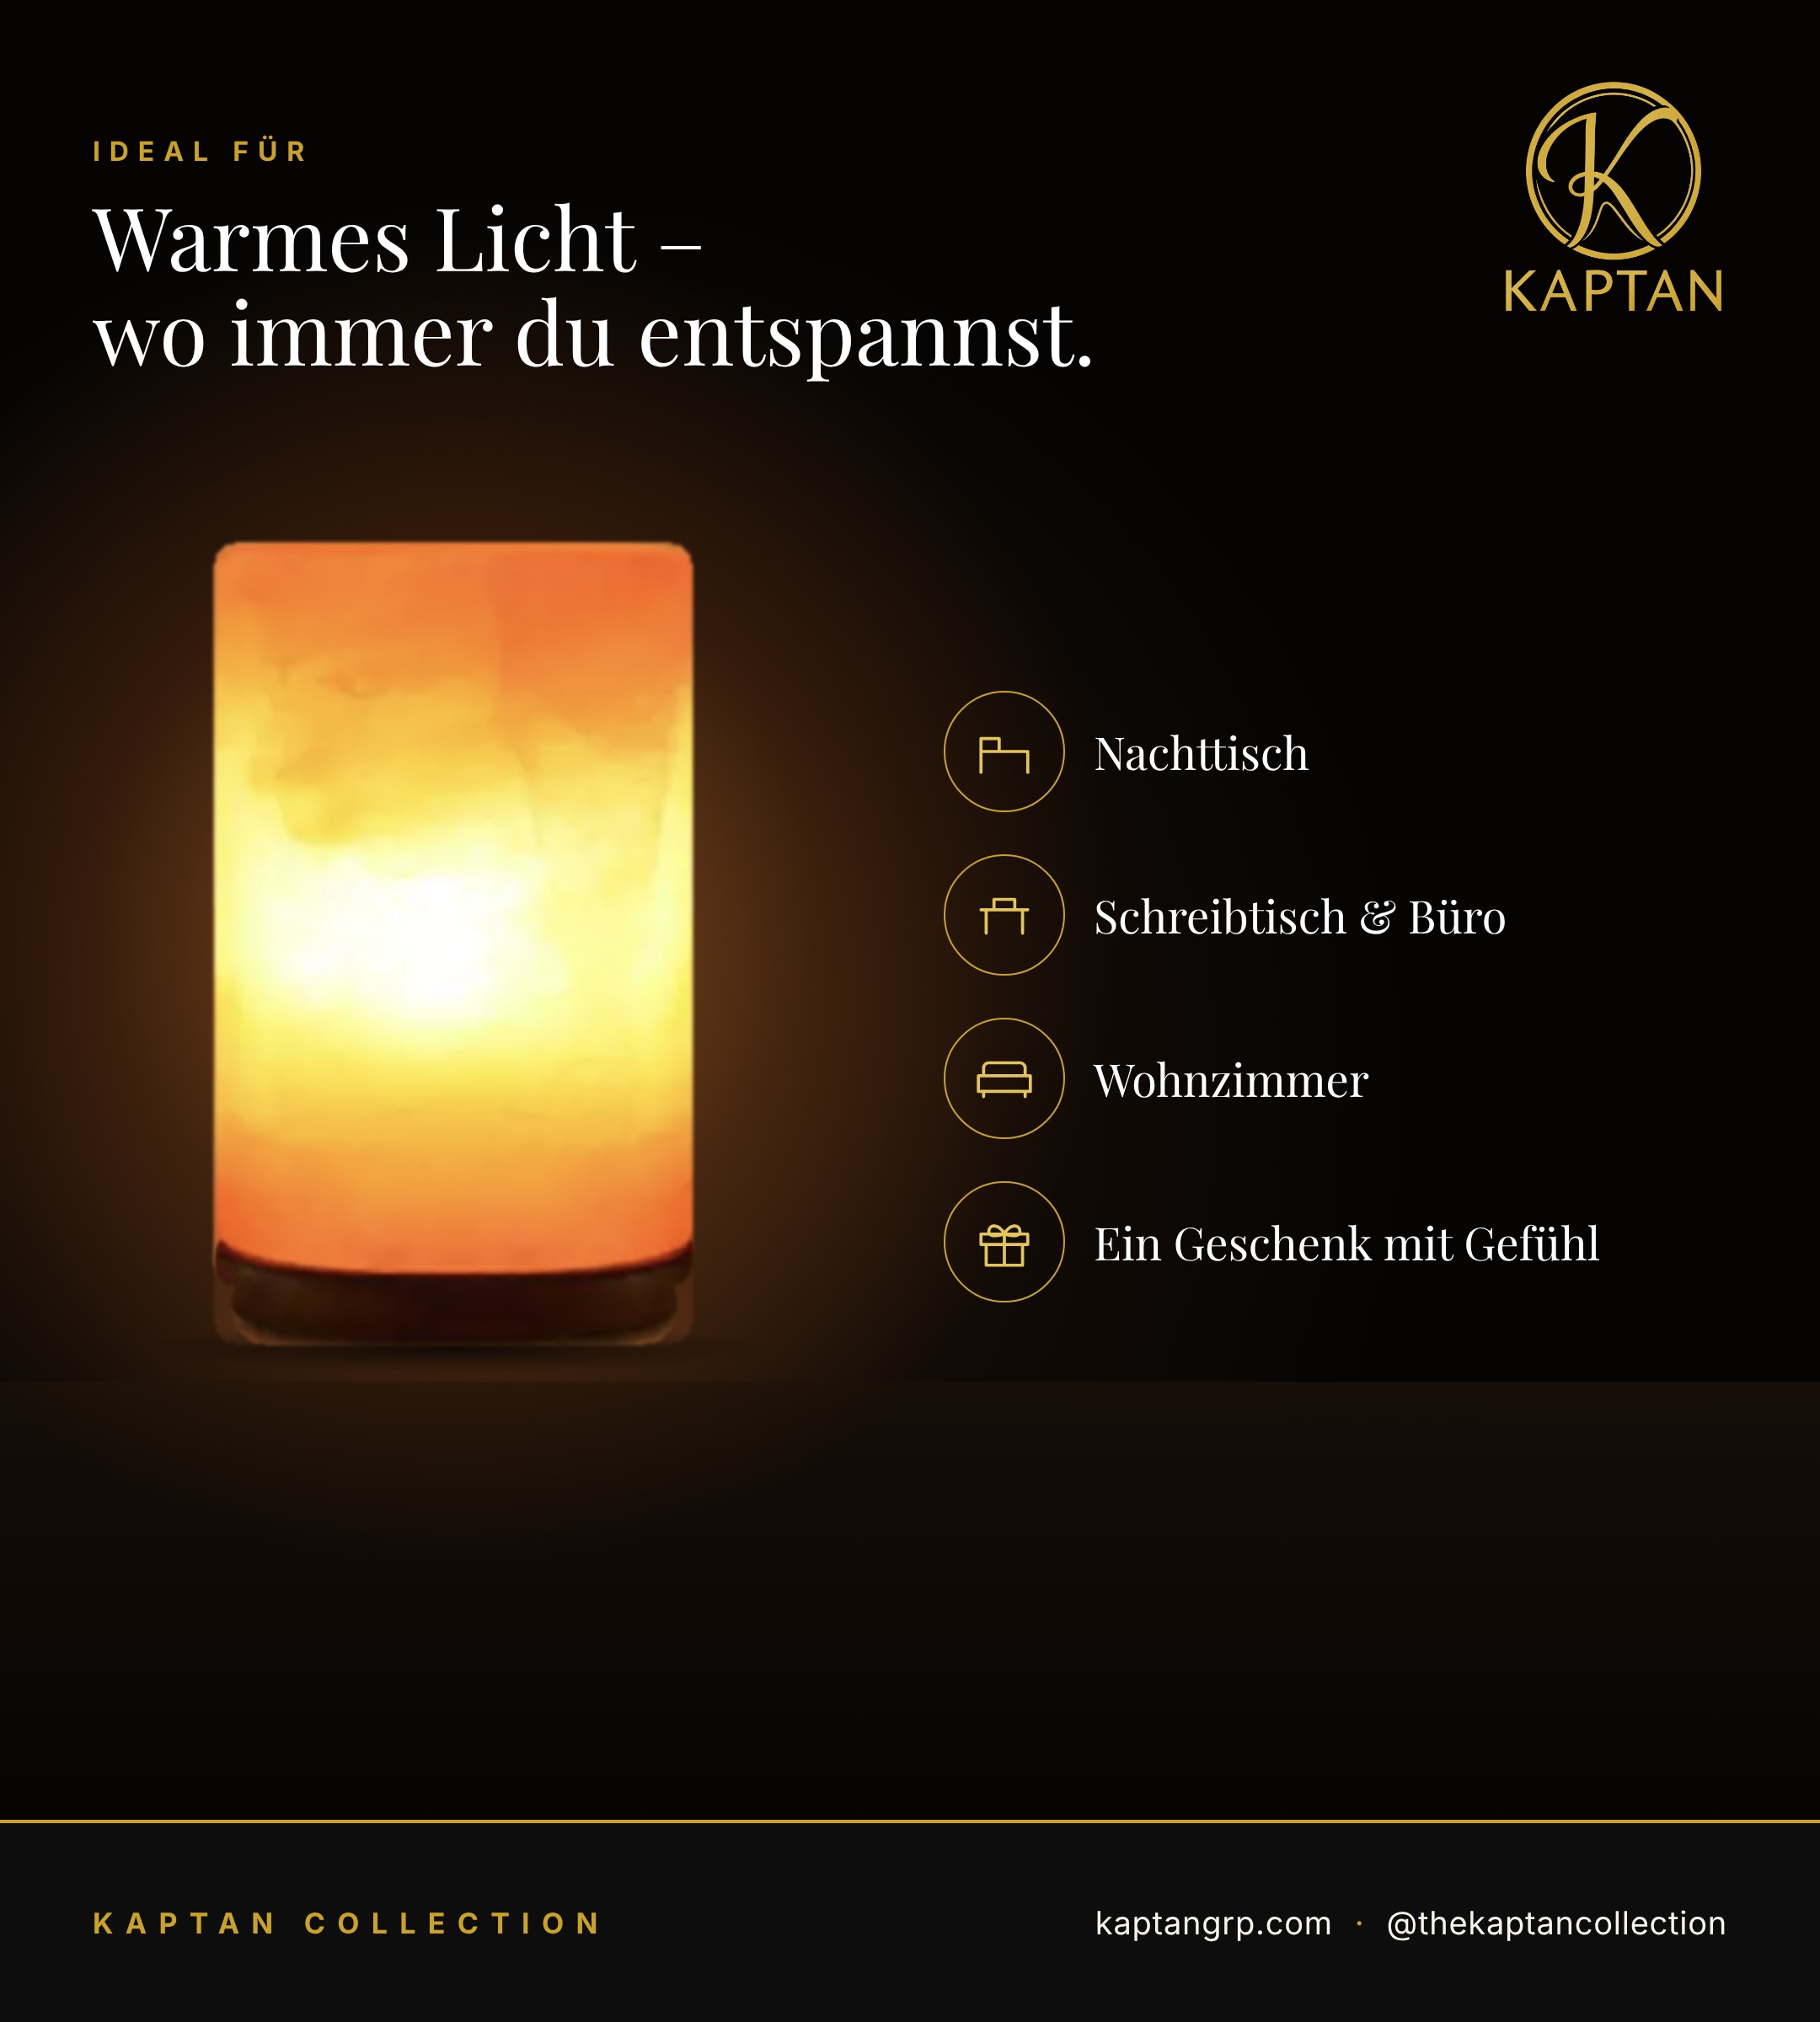 IDEAL FÜR
Warmes Licht –
wo immer du entspannst.
K
KAPTAN
Nachttisch
Schreibtisch & Büro
Wohnzimmer
Ein Geschenk mit Gefühl
KAPTAN COLLECTION
kaptangrp.com · @thekaptancollection